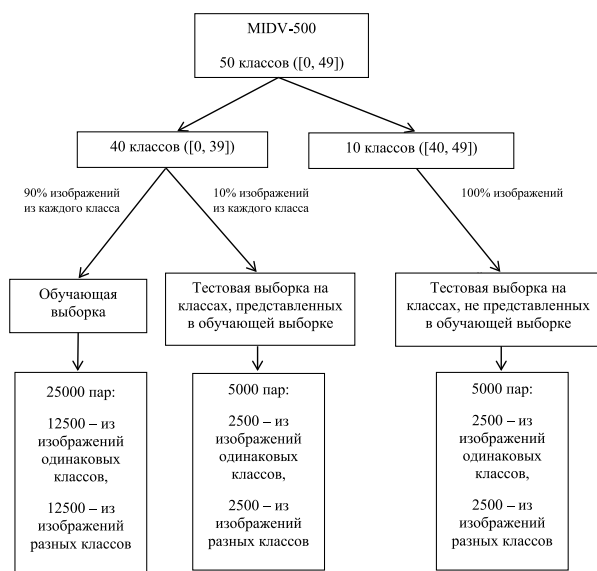 MIDV-500
50 классов ([0, 49])
40 классов ([0, 39])
10 классов ([40, 49])
90% изображений
из каждого класса
10% изображений
из каждого класса
100% изображений
Обучающая
выборка
Тестовая выборка на
классах, представленных
в обучающей выборке
Тестовая выборка на
классах, не представленных
в обучающей выборке
25000 пар:
12500 – из
изображений
одинаковых
классов,
12500 – из
изображений
разных классов
5000 пар:
2500 – из
изображений
одинаковых
классов,
2500 – из
изображений
разных классов
5000 пар:
2500 – из
изображений
одинаковых
классов,
2500 – из
изображений
разных классов